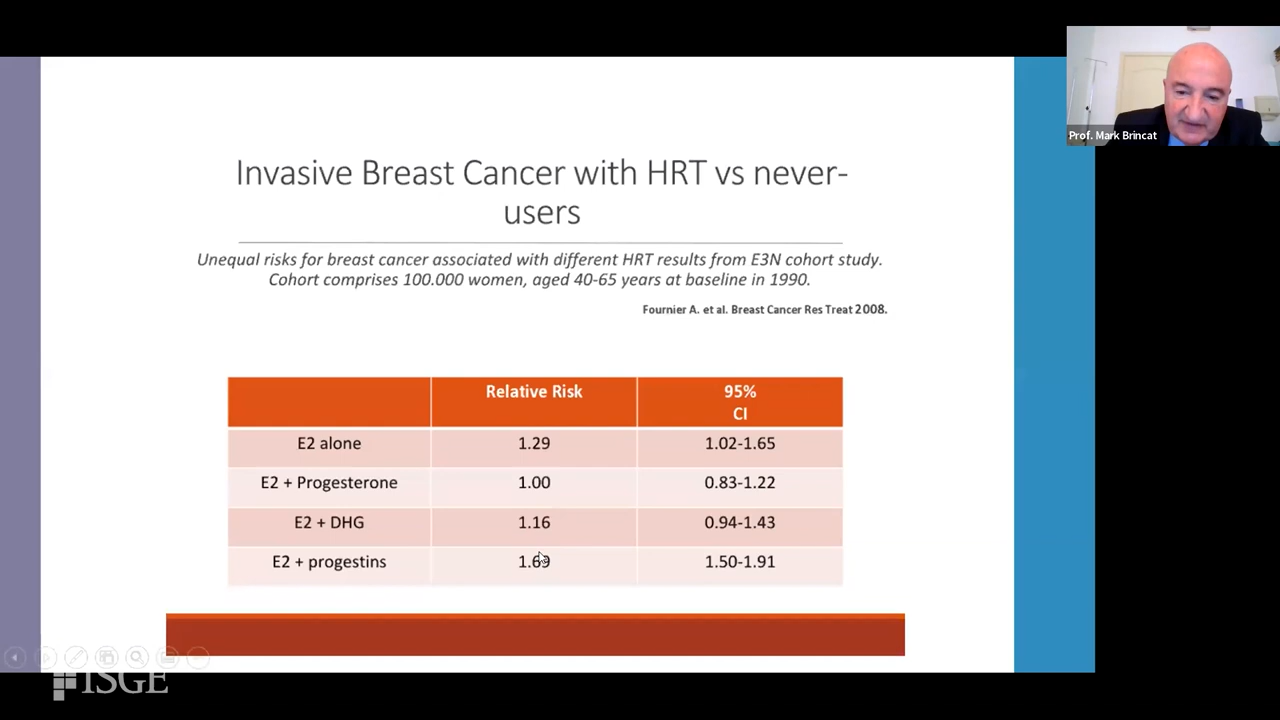 Prof. Mark Brincat
Invasive Breast Cancer with HRT vs never-
users
Unequal risks for breast cancer associated with different HRT results from E3N cohort study.
Cohort comprises 100.000 women, aged 40-65 years at baseline in 1990.
Fournier A. et al. Breast Cancer Res Treat 2008.
Relative Risk 95%
CI
E2 alone 1.29 1.02-1.65
E2 + Progesterone 1.00 0.83-1.22
E2 + DHG 1.16 0.94-1.43
E2 + progestins 1.69 1.50-1.91
ISGE